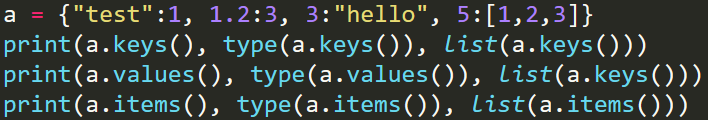 a = {"test":1, 1.2:3, 3:"hello", 5:[1,2,3]}
print(a.keys(), type(a.keys()), list(a.keys()))
print(a.values(), type(a.values()), list(a.keys()))
print(a.items(), type(a.items()), list(a.items()))